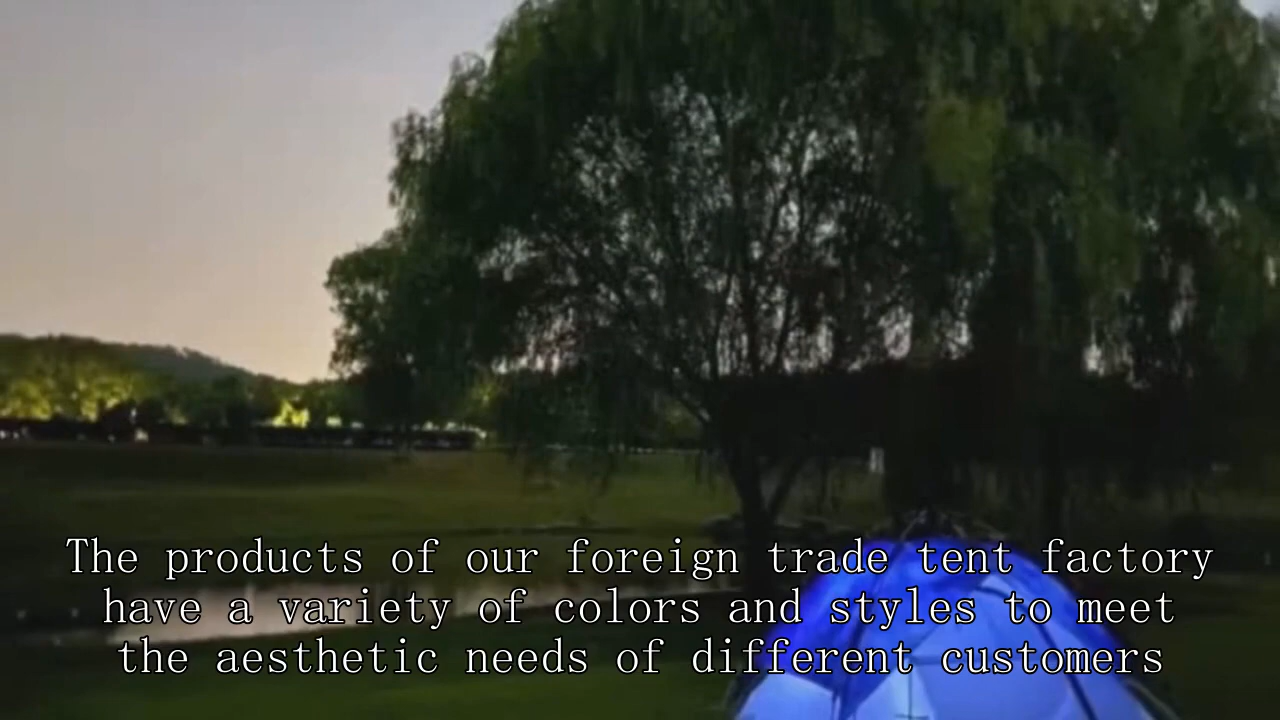 The products of our foreign trade tent factory
have a variety of colors and styles to meet
the aesthetic needs of different customers